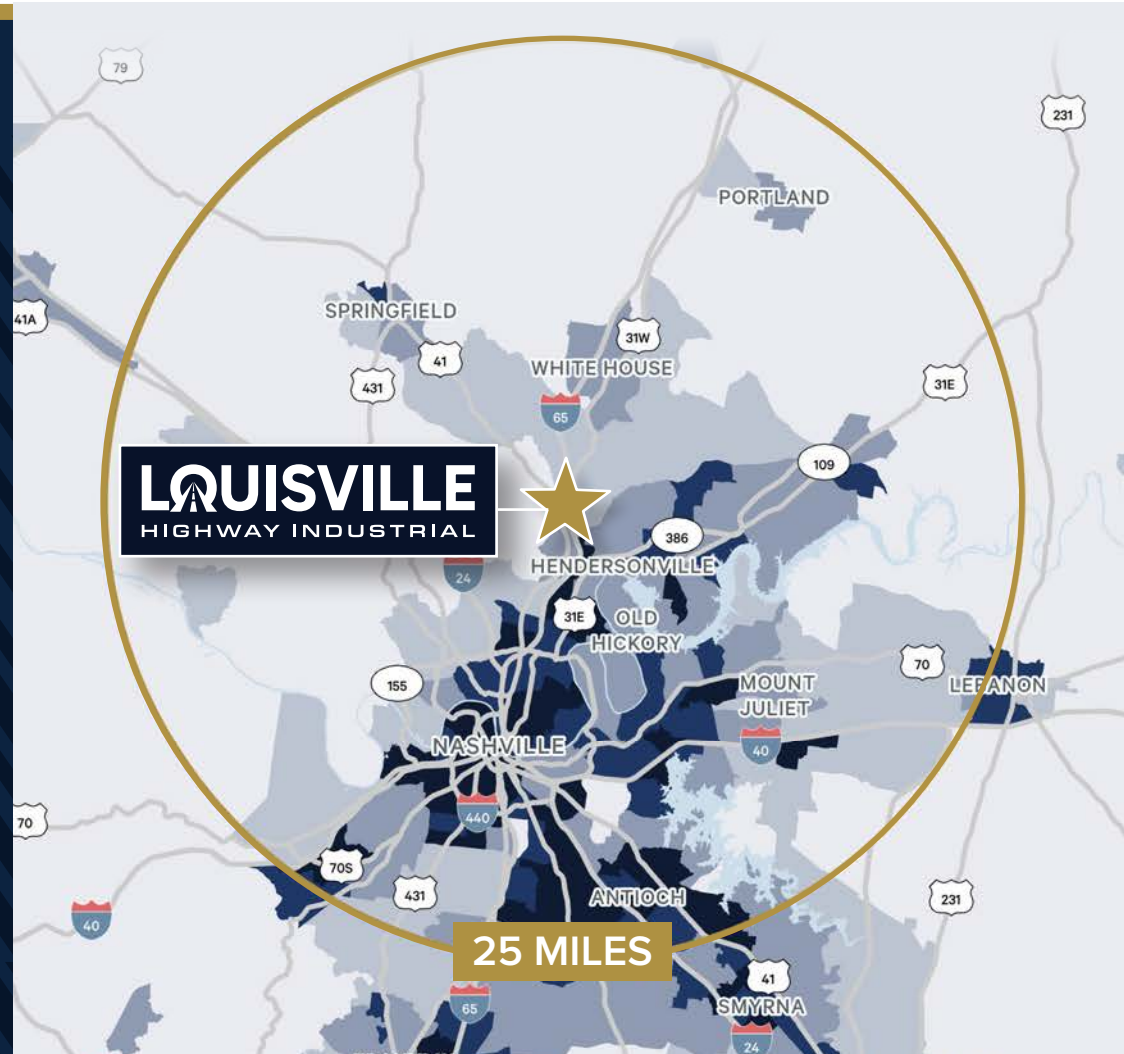 79
231
PORTLAND
SPRINGFIELD
41A
31W
41
WHITE HOUSE
431
31E
65
109
LOUISVILLE
HIGHWAY INDUSTRIAL
386
24
HENDERSONVILLE
31E
OLD
HICKORY
70
155
MOUNT
JULIET
LEBANON
NASHVILLE
40
440
70
70S
431
ANTIOCH
231
40
25 MILES
41
65
SMYRNA
24